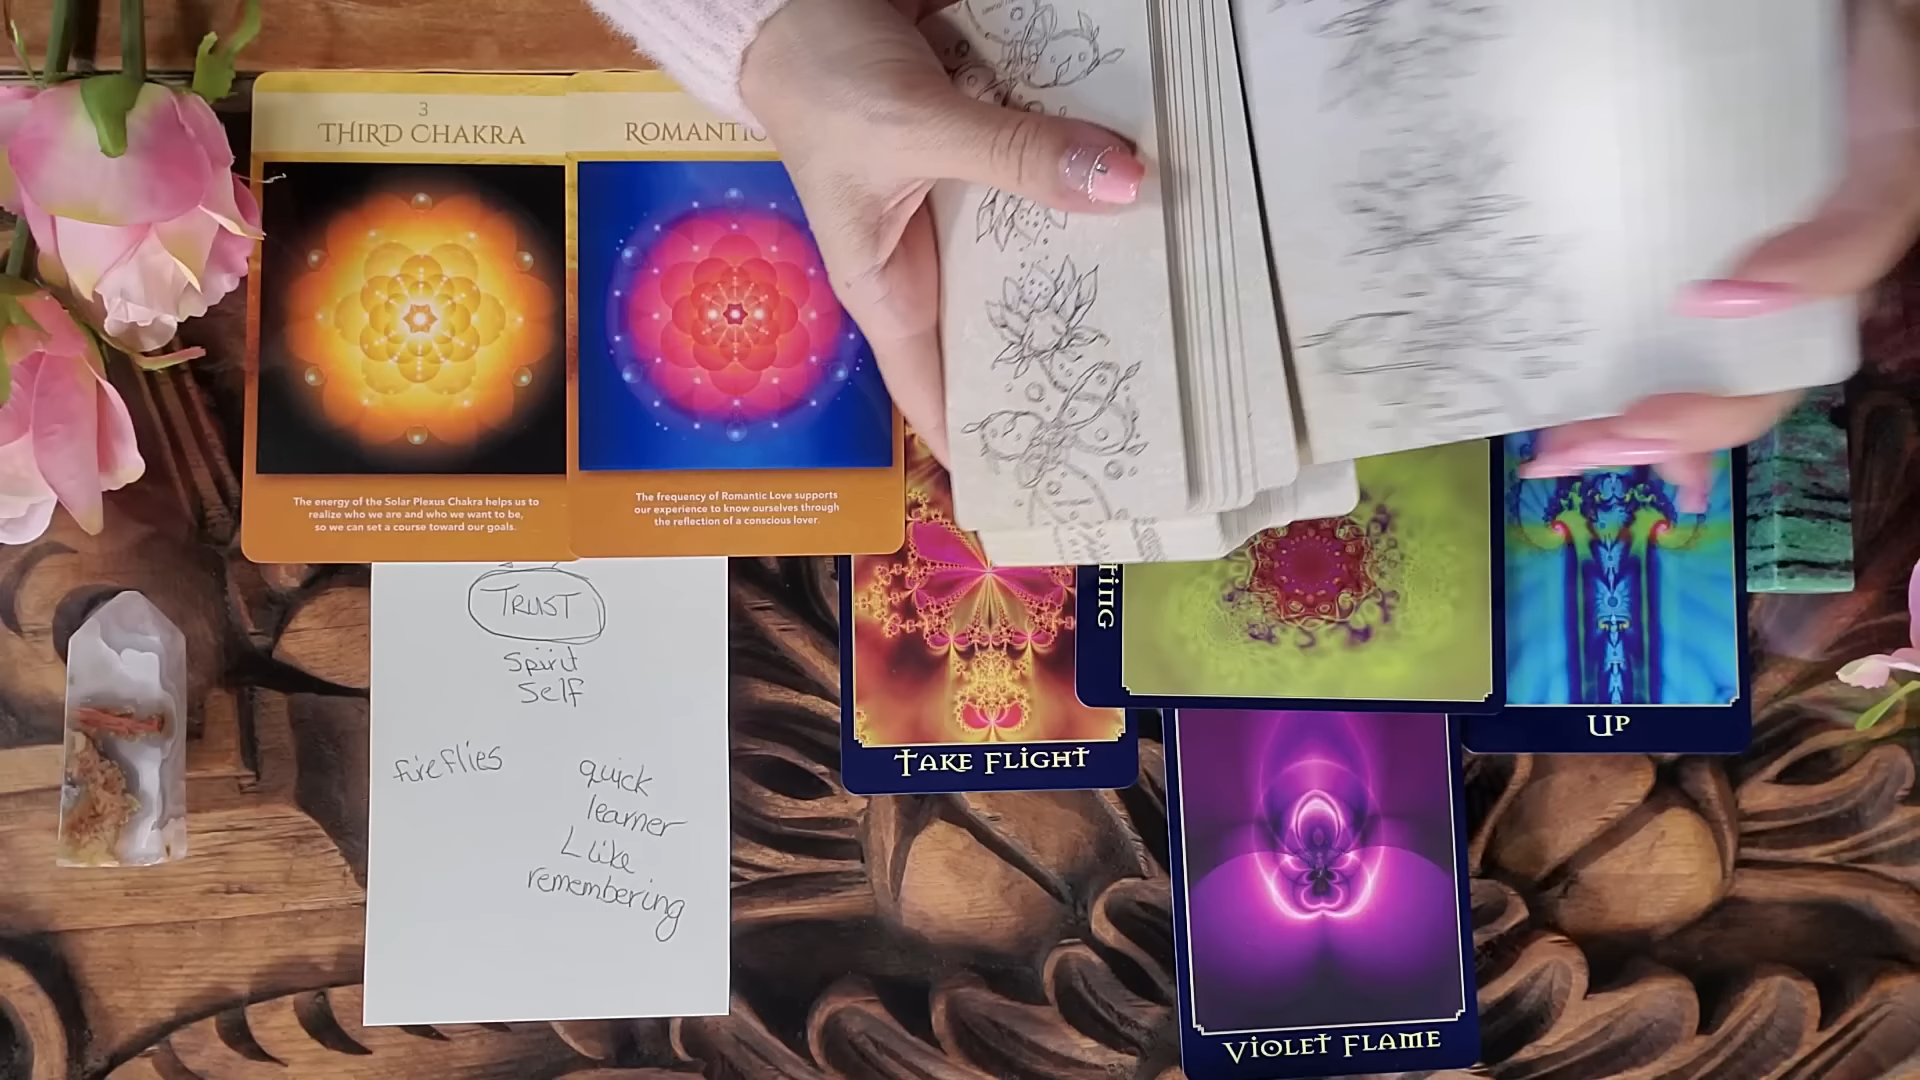 3
THIRD CHAKRA
The energy of the Solar Plexus Chakra helps us to
realize who we are and who we want to be,
so we can set a course toward our goals.
ROMANTIC
The frequency of Romantic Love supports
our experience to know ourselves through
the reflection of a conscious lover.
TRUST
Spirit
Self
fireflies
quick
learner
L like
remembering
TAKE FLIGHT
TING
UP
VIOLET FLAME